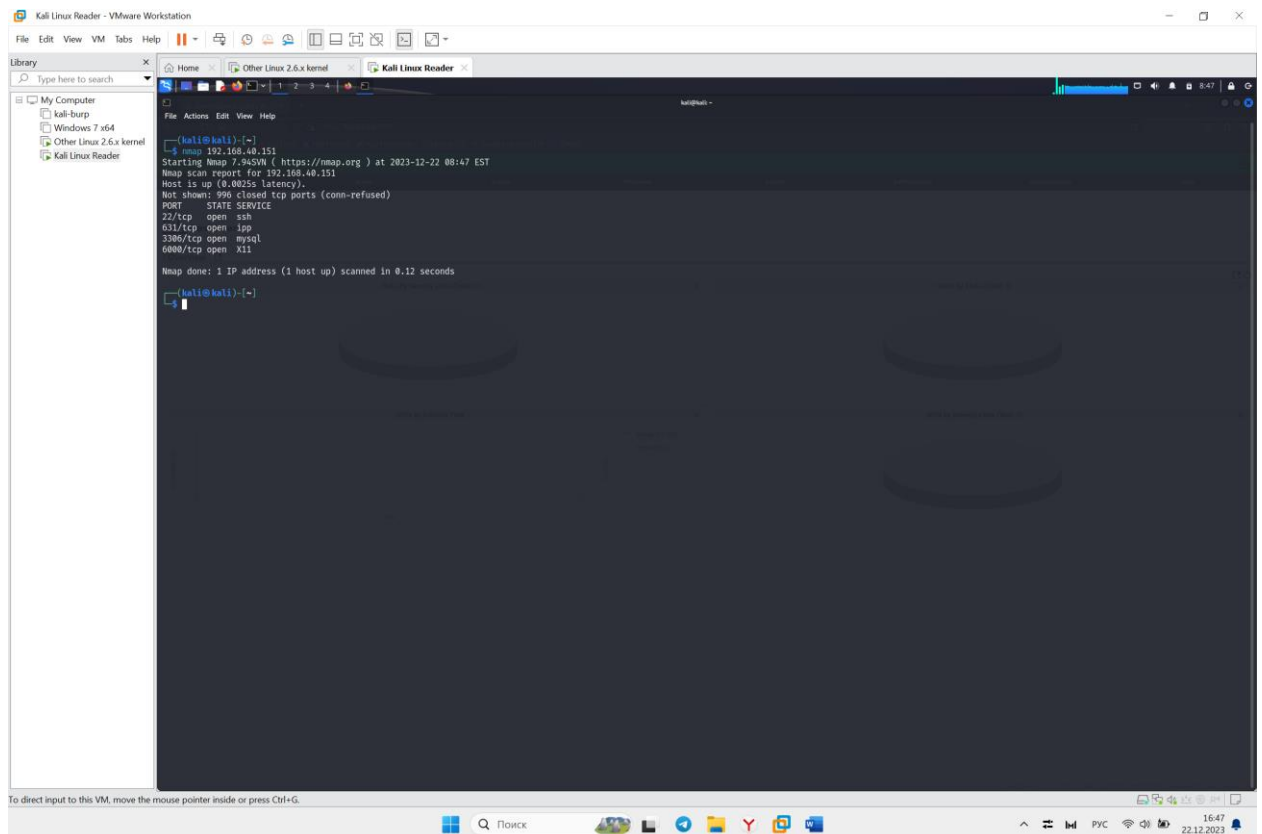 Kali Linux Reader - VMware Workstation
File Edit View VM Tabs Help
Library
Type here to search
My Computer
kali-burp
Windows 7 x64
Other Linux 2.6.x kernel
Kali Linux Reader
Home Other Linux 2.6.x kernel Kali Linux Reader
1 2 3 4 8:47
kali@kali: ~
File Actions Edit View Help
(kali㉿kali)-[~]
$ nmap 192.168.40.151
Starting Nmap 7.94SVN ( https://nmap.org ) at 2023-12-22 08:47 EST
Nmap scan report for 192.168.40.151
Host is up (0.0025s latency).
Not shown: 996 closed tcp ports (conn-refused)
PORT STATE SERVICE
22/tcp open ssh
631/tcp open ipp
3306/tcp open mysql
6000/tcp open X11
Nmap done: 1 IP address (1 host up) scanned in 0.12 seconds
(kali㉿kali)-[~]
$
To direct input to this VM, move the mouse pointer inside or press Ctrl+G.
Поиск
РУС
16:47
22.12.2023